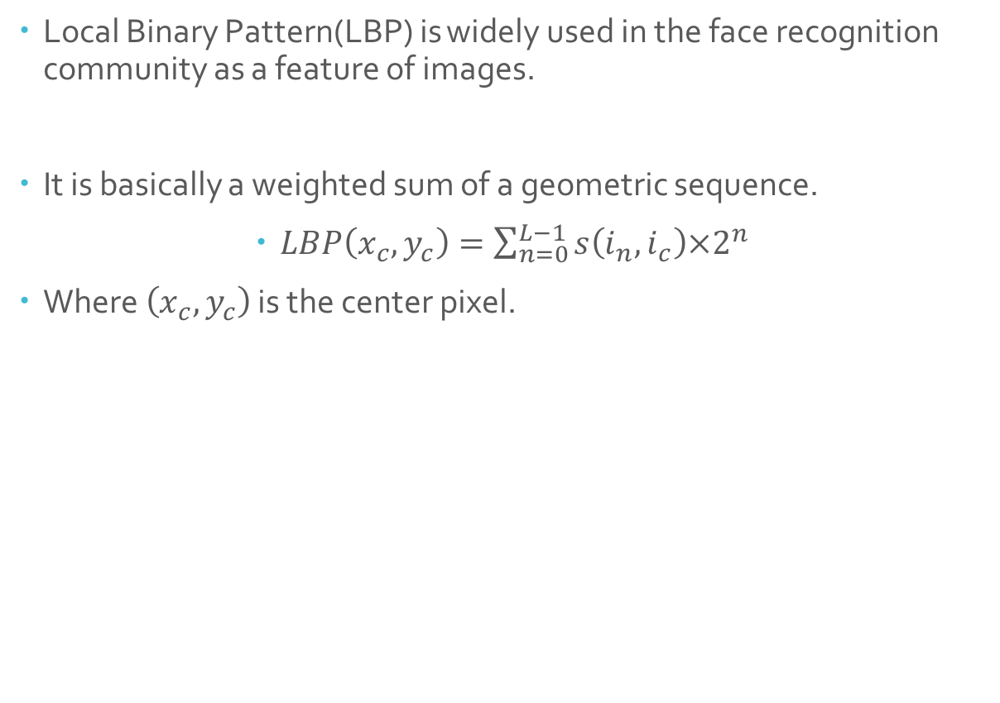 • Local Binary Pattern(LBP) is widely used in the face recognition
community as a feature of images.
• It is basically a weighted sum of a geometric sequence.
• $LBP(x_c, y_c) = \sum_{n=0}^{L-1} s(i_n, i_c) \times 2^n$
• Where $(x_c, y_c)$ is the center pixel.